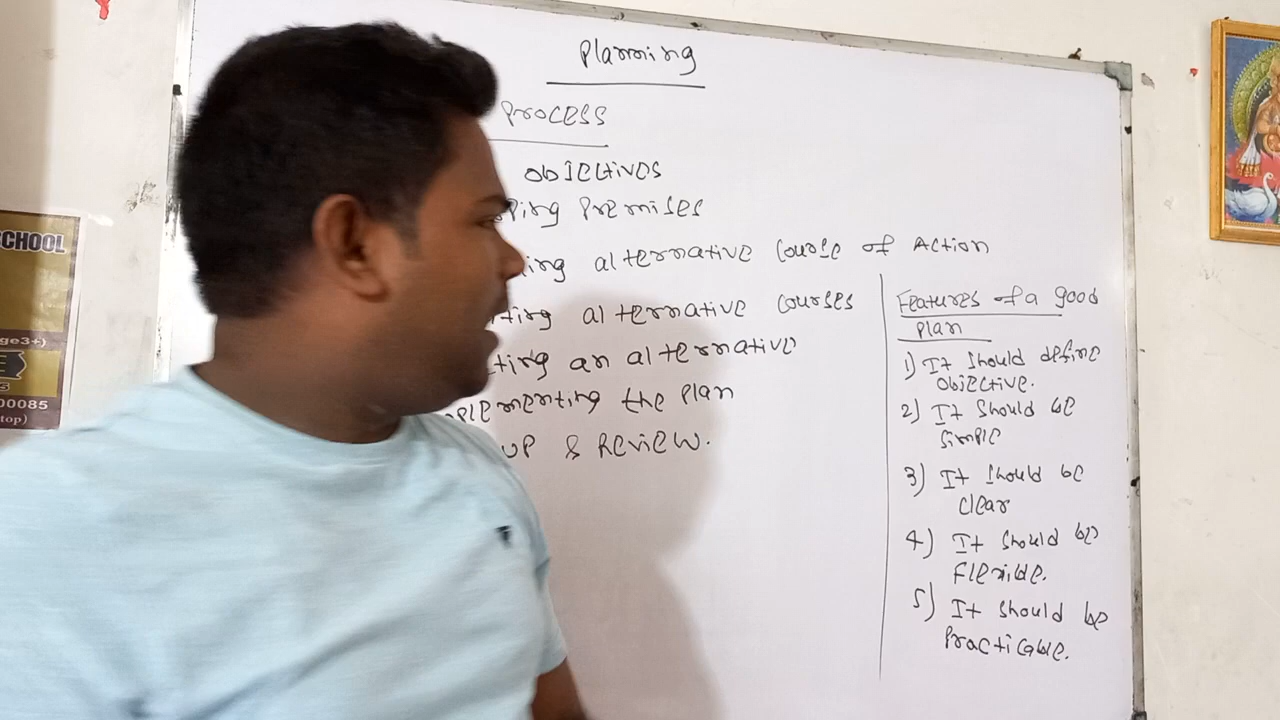 Planning
Process
Objectives
ping Premises
ing alternative Course of Action
ting alternative Courses
ting an alternative
plementing the Plan
up & Review.
Features of a good
plan
1) It should define
objective.
2) It should be
simple
3) It should be
clear
4) It should be
Flexible.
5) It should be
Practicable.
CHOOL
ge3+)
E
S
00085
top)